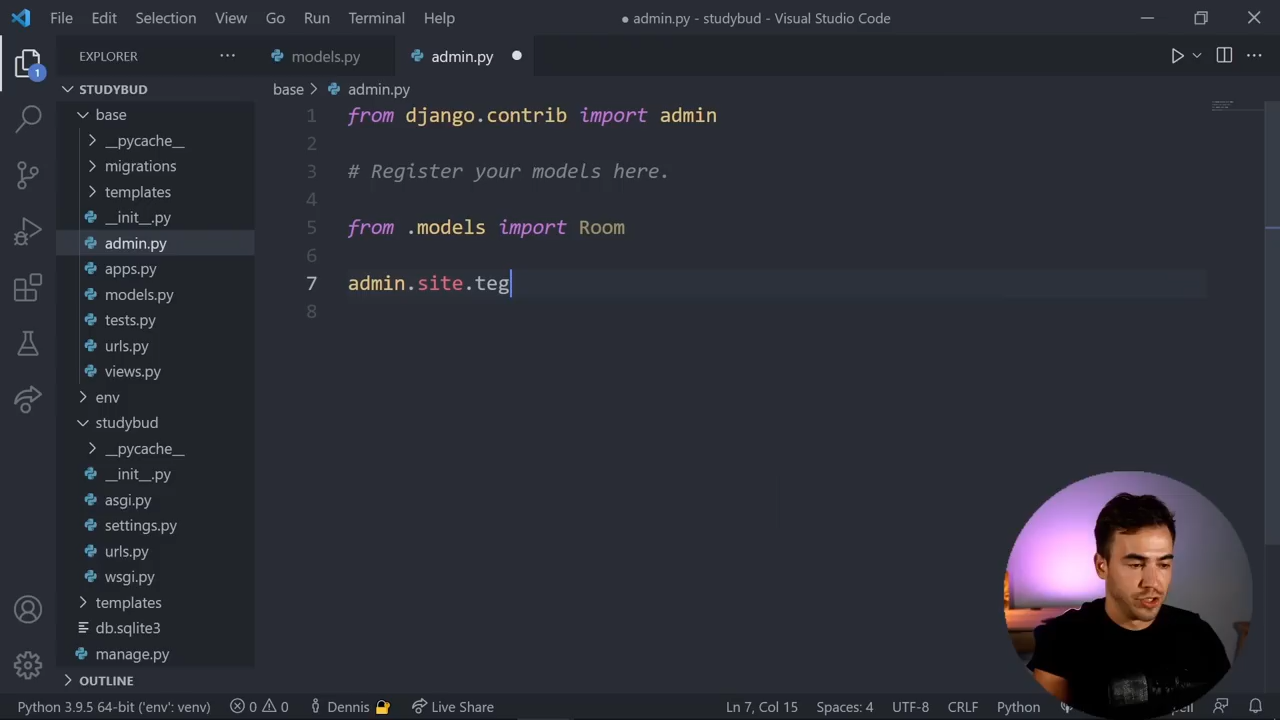 File Edit Selection View Go Run Terminal Help
● admin.py - studybud - Visual Studio Code
EXPLORER ···
models.py
admin.py
STUDYBUD
base
__pycache__
migrations
templates
__init__.py
admin.py
apps.py
models.py
tests.py
urls.py
views.py
env
studybud
__pycache__
__init__.py
asgi.py
settings.py
urls.py
wsgi.py
templates
db.sqlite3
manage.py
OUTLINE
1
base > admin.py
1 from django.contrib import admin
2
3 # Register your models here.
4
5 from .models import Room
6
7 admin.site.teg
8
Python 3.9.5 64-bit ('env': venv) 0 0 Dennis Live Share Ln 7, Col 15 Spaces: 4 UTF-8 CRLF Python